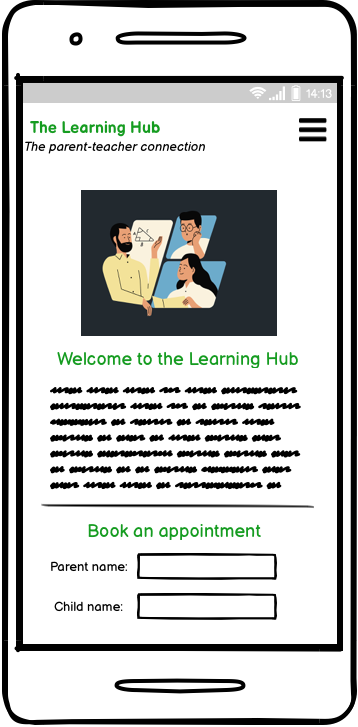 14:13
The Learning Hub
The parent-teacher connection
Welcome to the Learning Hub
Book an appointment
Parent name:
Child name: